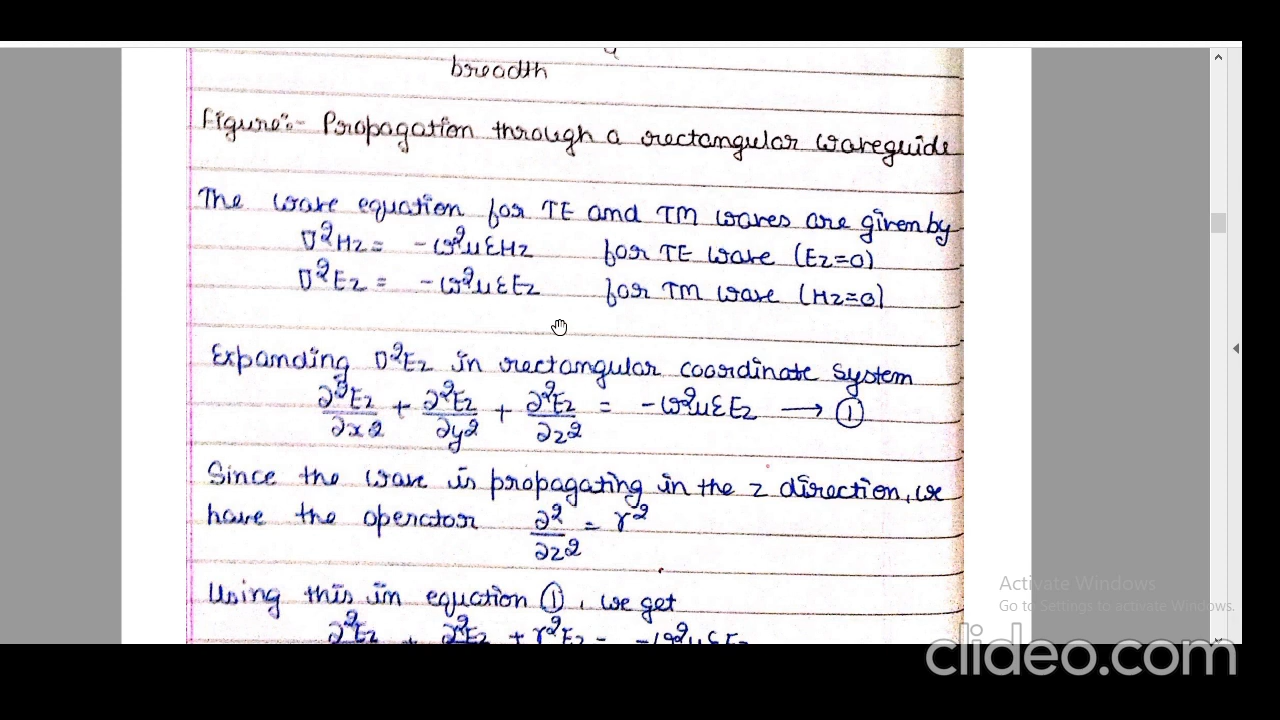 breadth
Figure:- Propagation through a rectangular waveguide
The wave equation for TE and TM waves are given by
∇²Hz = -ω²μεHz for TE wave (Ez=0)
∇²Ez = -ω²μεEz for TM wave (Hz=0)
Expanding ∇²Ez in rectangular coordinate system
∂²Ez/∂x² + ∂²Ez/∂y² + ∂²Ez/∂z² = -ω²μεEz → ①
Since the wave is propagating in the z direction, we
have the operator ∂²/∂z² = γ²
Using this in equation ①, we get
∂²Ez + ∂²Ez + γ²Ez = -ω²μεEz
Activate Windows
Go to Settings to activate Windows.
clideo.com